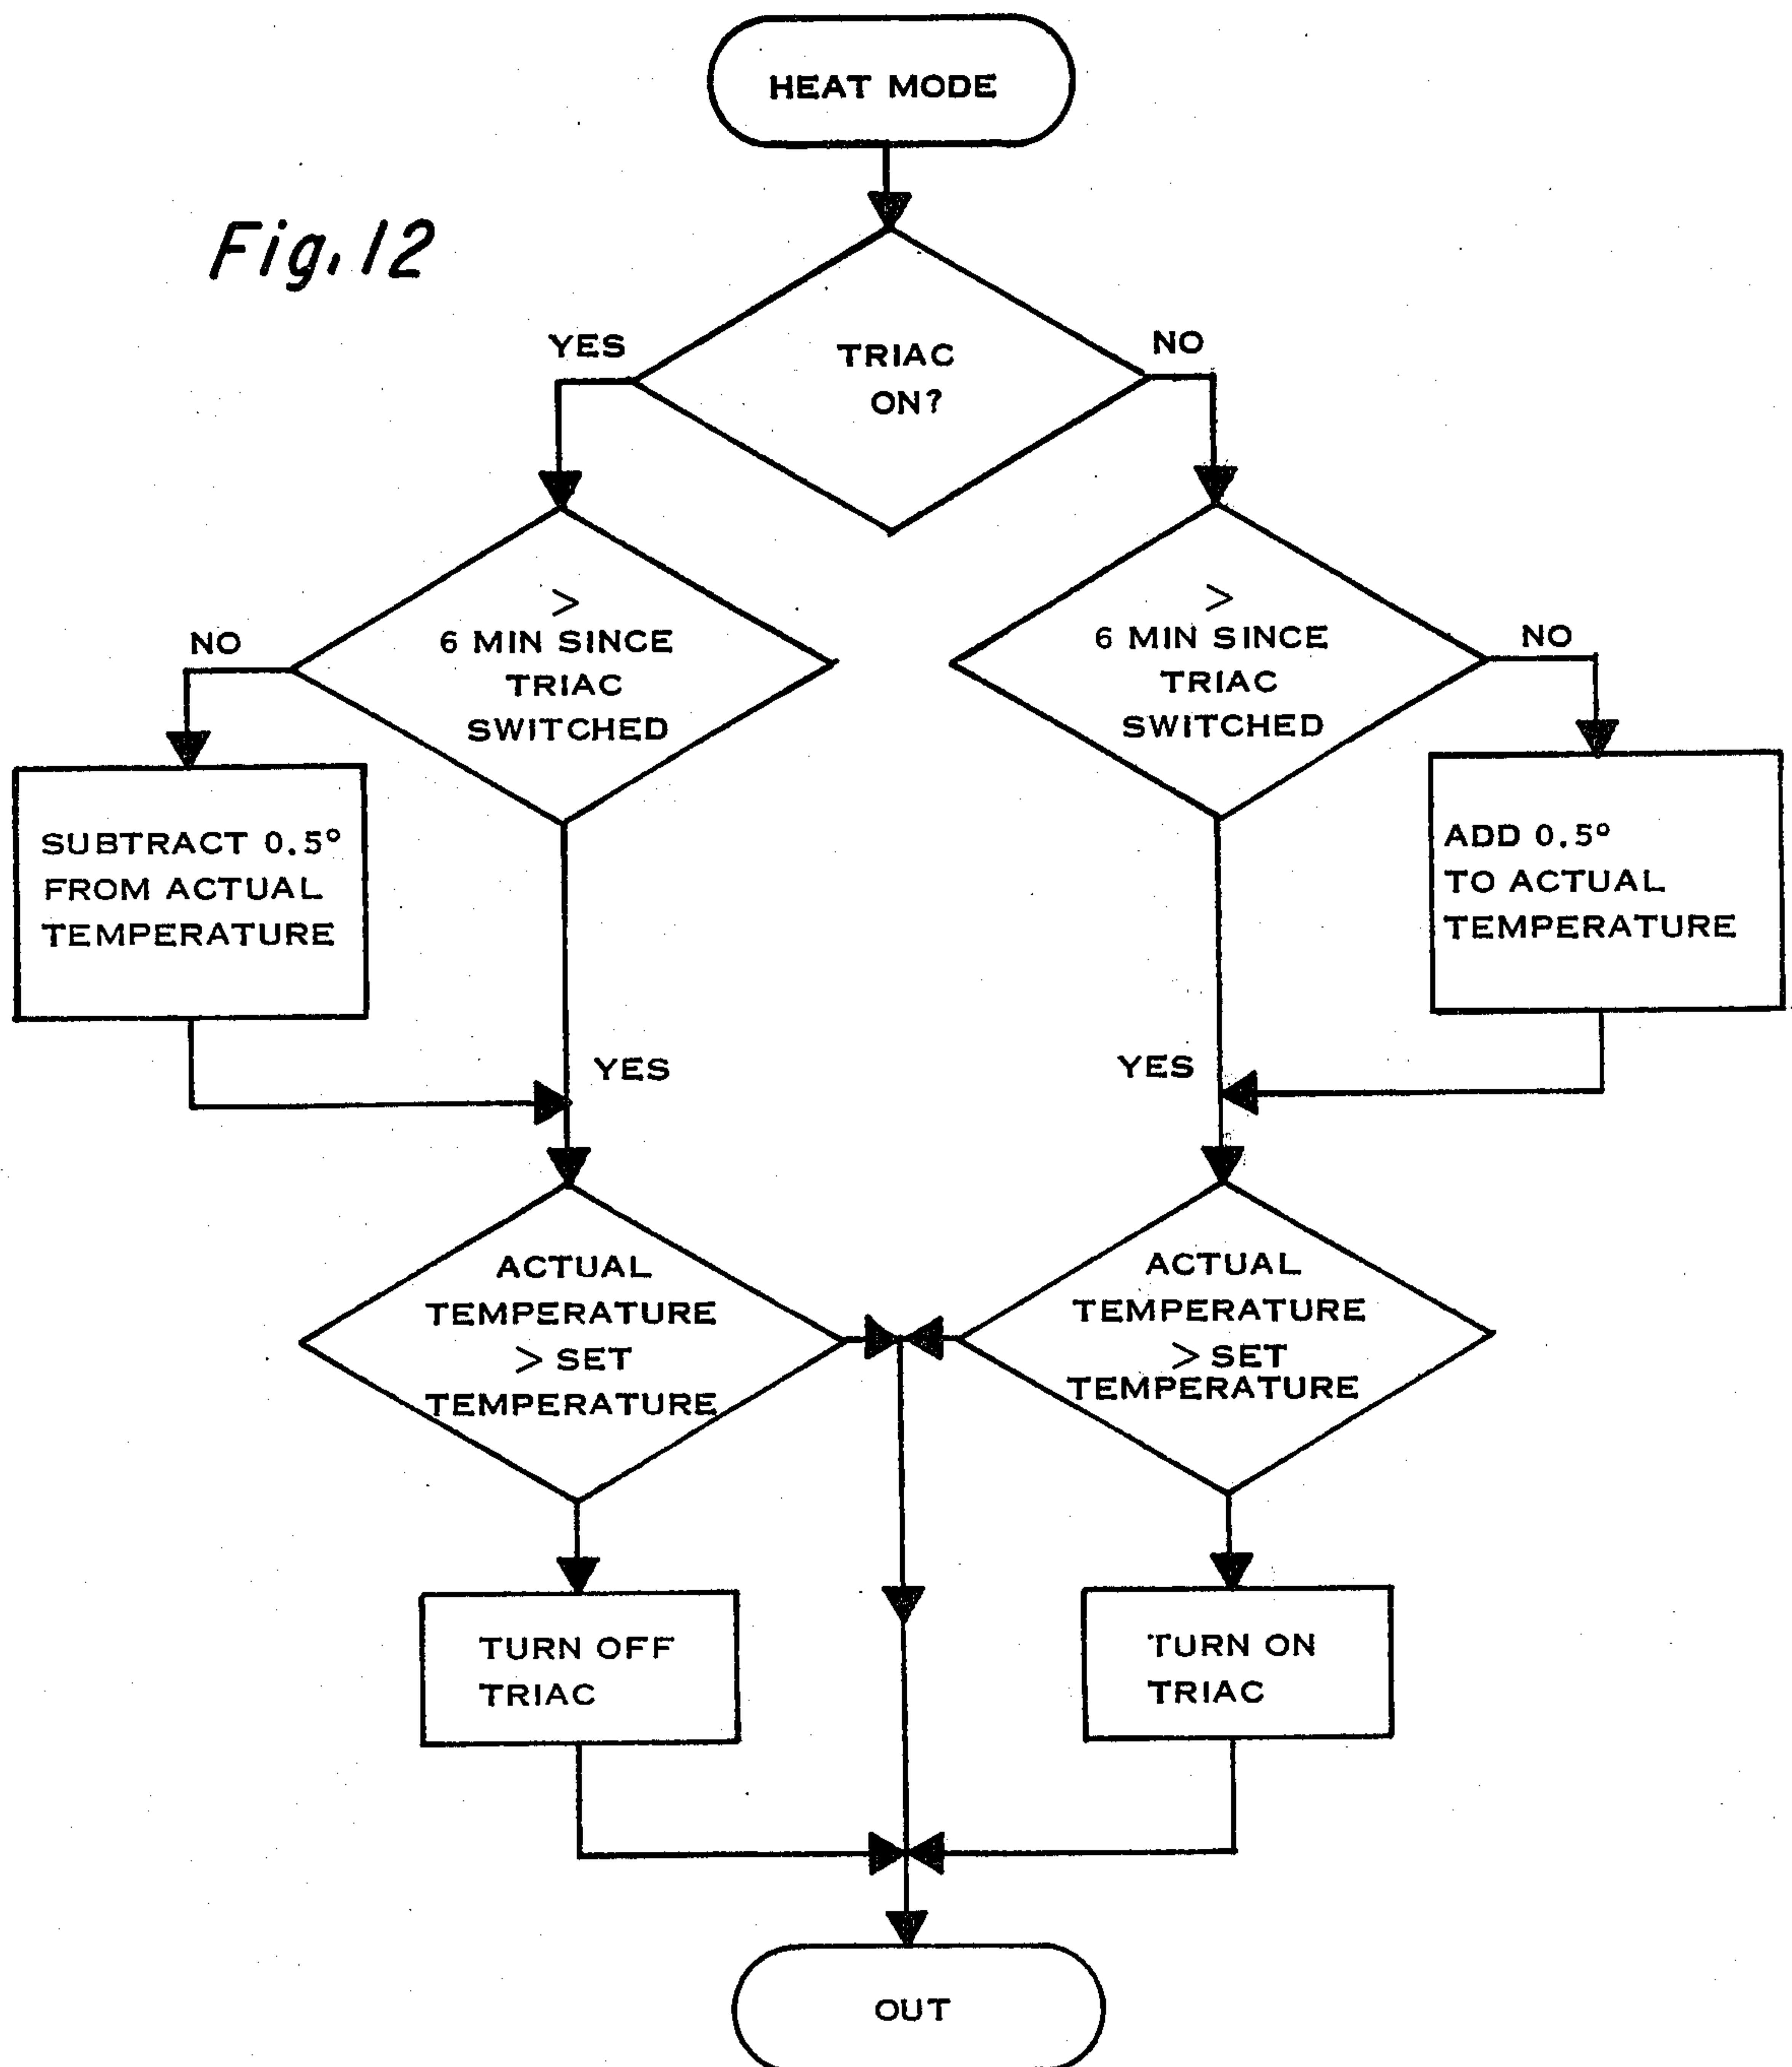 HEAT MODE
Fig. 12
TRIAC
ON?
YES
NO
>
6 MIN SINCE
TRIAC
SWITCHED
NO
>
6 MIN SINCE
TRIAC
SWITCHED
NO
SUBTRACT 0.5°
FROM ACTUAL
TEMPERATURE
ADD 0.5°
TO ACTUAL
TEMPERATURE
YES
YES
ACTUAL
TEMPERATURE
> SET
TEMPERATURE
ACTUAL
TEMPERATURE
> SET
TEMPERATURE
TURN OFF
TRIAC
TURN ON
TRIAC
OUT